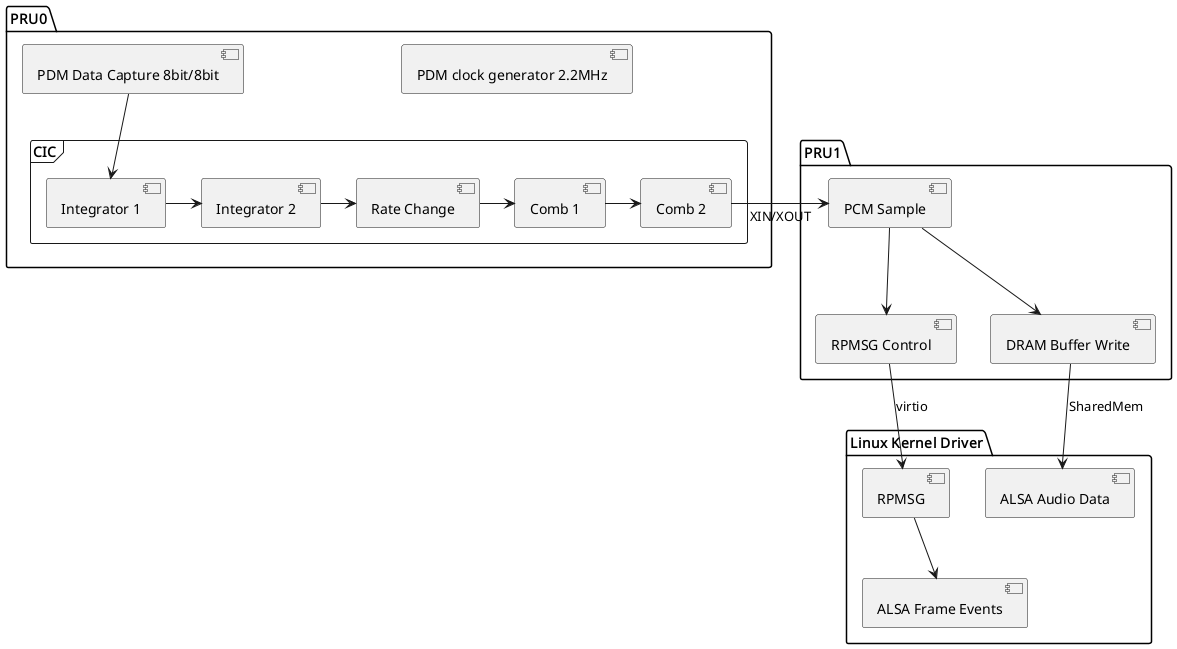 PRU0
PDM Data Capture 8bit/8bit
PDM clock generator 2.2MHz
CIC
Integrator 1
Integrator 2
Rate Change
Comb 1
Comb 2
XIN/XOUT
PRU1
PCM Sample
RPMSG Control
DRAM Buffer Write
virtio
SharedMem
Linux Kernel Driver
RPMSG
ALSA Audio Data
ALSA Frame Events